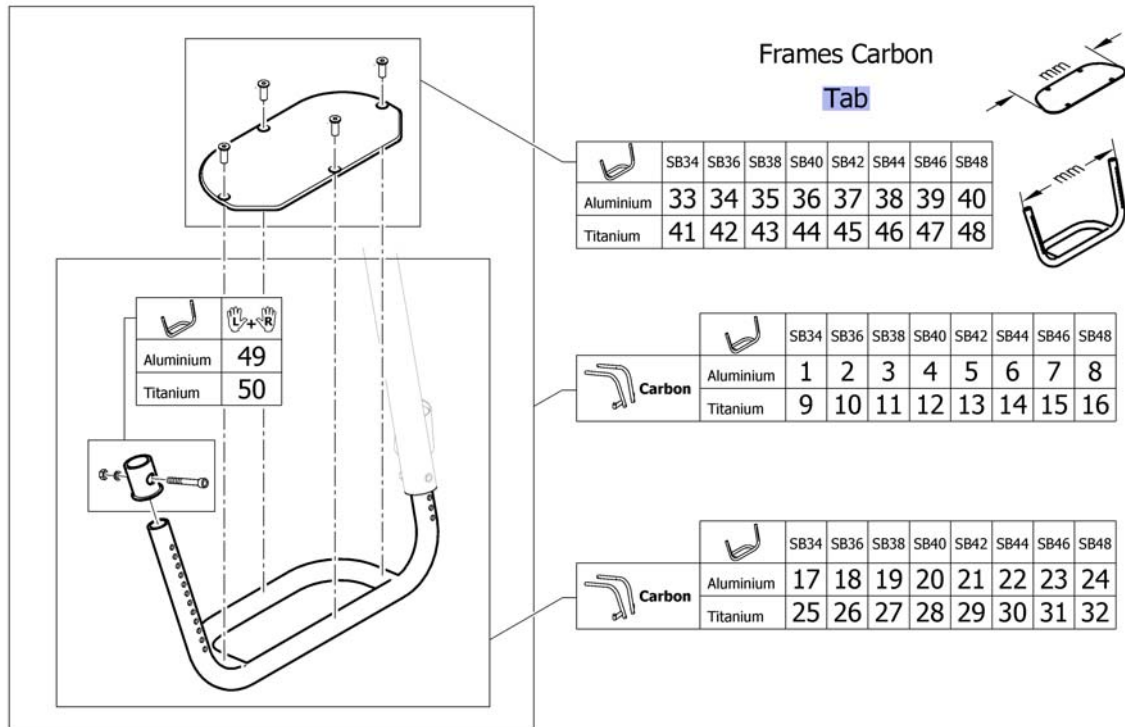 Frames Carbon
Tab
mm
SB34 SB36 SB38 SB40 SB42 SB44 SB46 SB48
Aluminium 33 34 35 36 37 38 39 40
Titanium 41 42 43 44 45 46 47 48
mm
L + R
Aluminium 49
Titanium 50
SB34 SB36 SB38 SB40 SB42 SB44 SB46 SB48
Carbon Aluminium 1 2 3 4 5 6 7 8
Titanium 9 10 11 12 13 14 15 16
SB34 SB36 SB38 SB40 SB42 SB44 SB46 SB48
Carbon Aluminium 17 18 19 20 21 22 23 24
Titanium 25 26 27 28 29 30 31 32